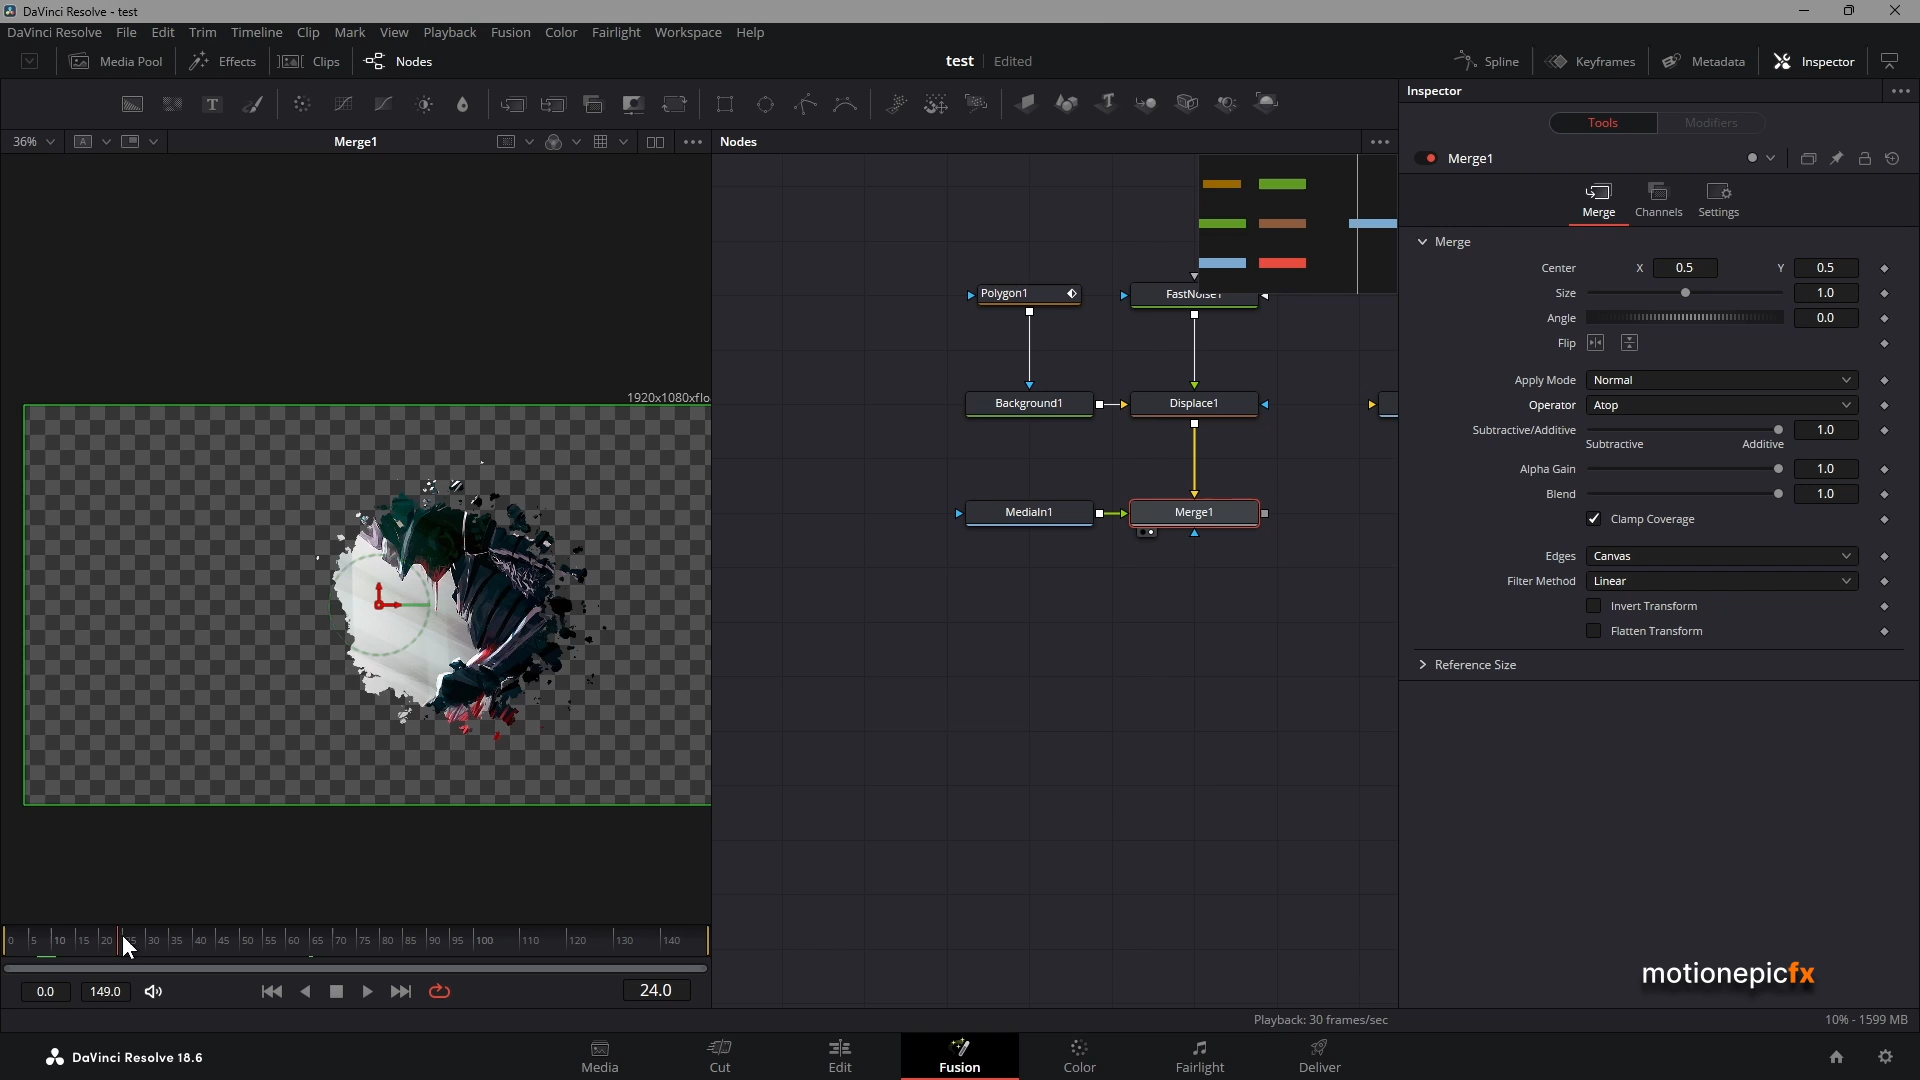 DaVinci Resolve - test
DaVinci Resolve File Edit Trim Timeline Clip Mark View Playback Fusion Color Fairlight Workspace Help
Media Pool Effects Clips Nodes test Edited Spline Keyframes Metadata Inspector
T T
Inspector
Tools Modifiers
36% A Merge1 Nodes
Merge1
Merge Channels Settings
Merge
Center X 0.5 Y 0.5
Size 1.0
Angle 0.0
Flip
Apply Mode Normal
Operator Atop
Subtractive/Additive 1.0
Subtractive Additive
Alpha Gain 1.0
Blend 1.0
Clamp Coverage
Edges Canvas
Filter Method Linear
Invert Transform
Flatten Transform
Reference Size
Polygon1 FastNoise1
Background1 Displace1
MediaIn1 Merge1
1920x1080xflo
0 5 10 15 20 25 30 35 40 45 50 55 60 65 70 75 80 85 90 95 100 110 120 130 140
0.0 149.0 24.0
motionepicfx
Playback: 30 frames/sec 10% - 1599 MB
DaVinci Resolve 18.6 Media Cut Edit Fusion Color Fairlight Deliver